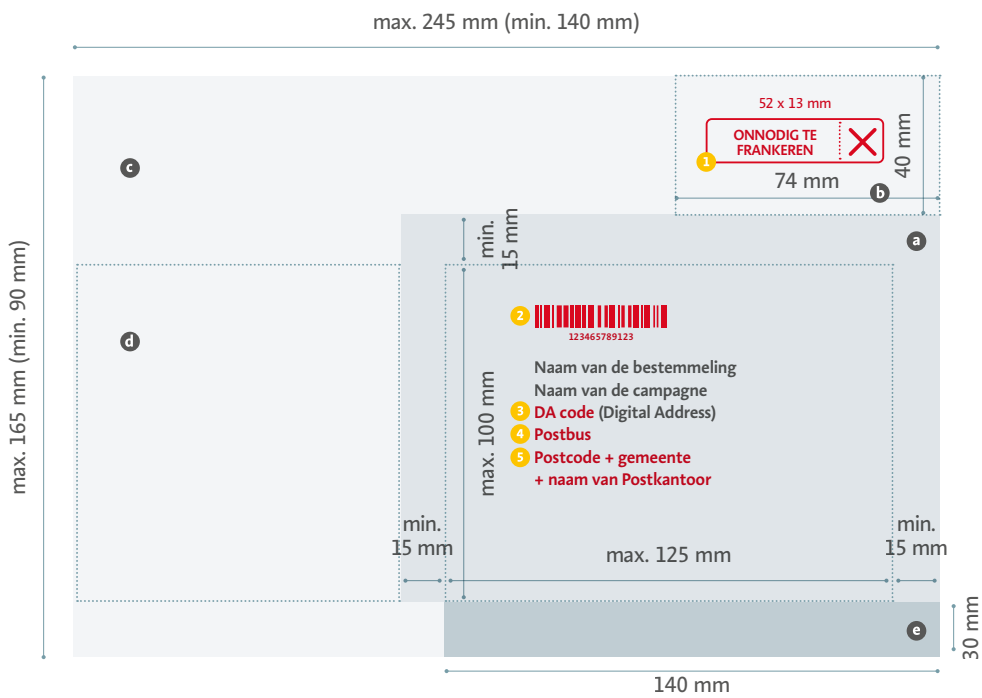 max. 245 mm (min. 140 mm)
52 x 13 mm
ONNODIG TE
FRANKEREN
1
74 mm
40 mm
b
c
a
min.
15 mm
max. 165 mm (min. 90 mm)
d
2
123465789123
Naam van de bestemmeling
Naam van de campagne
3 DA code (Digital Address)
4 Postbus
5 Postcode + gemeente
+ naam van Postkantoor
max. 100 mm
min.
15 mm
max. 125 mm
min.
15 mm
e
30 mm
140 mm